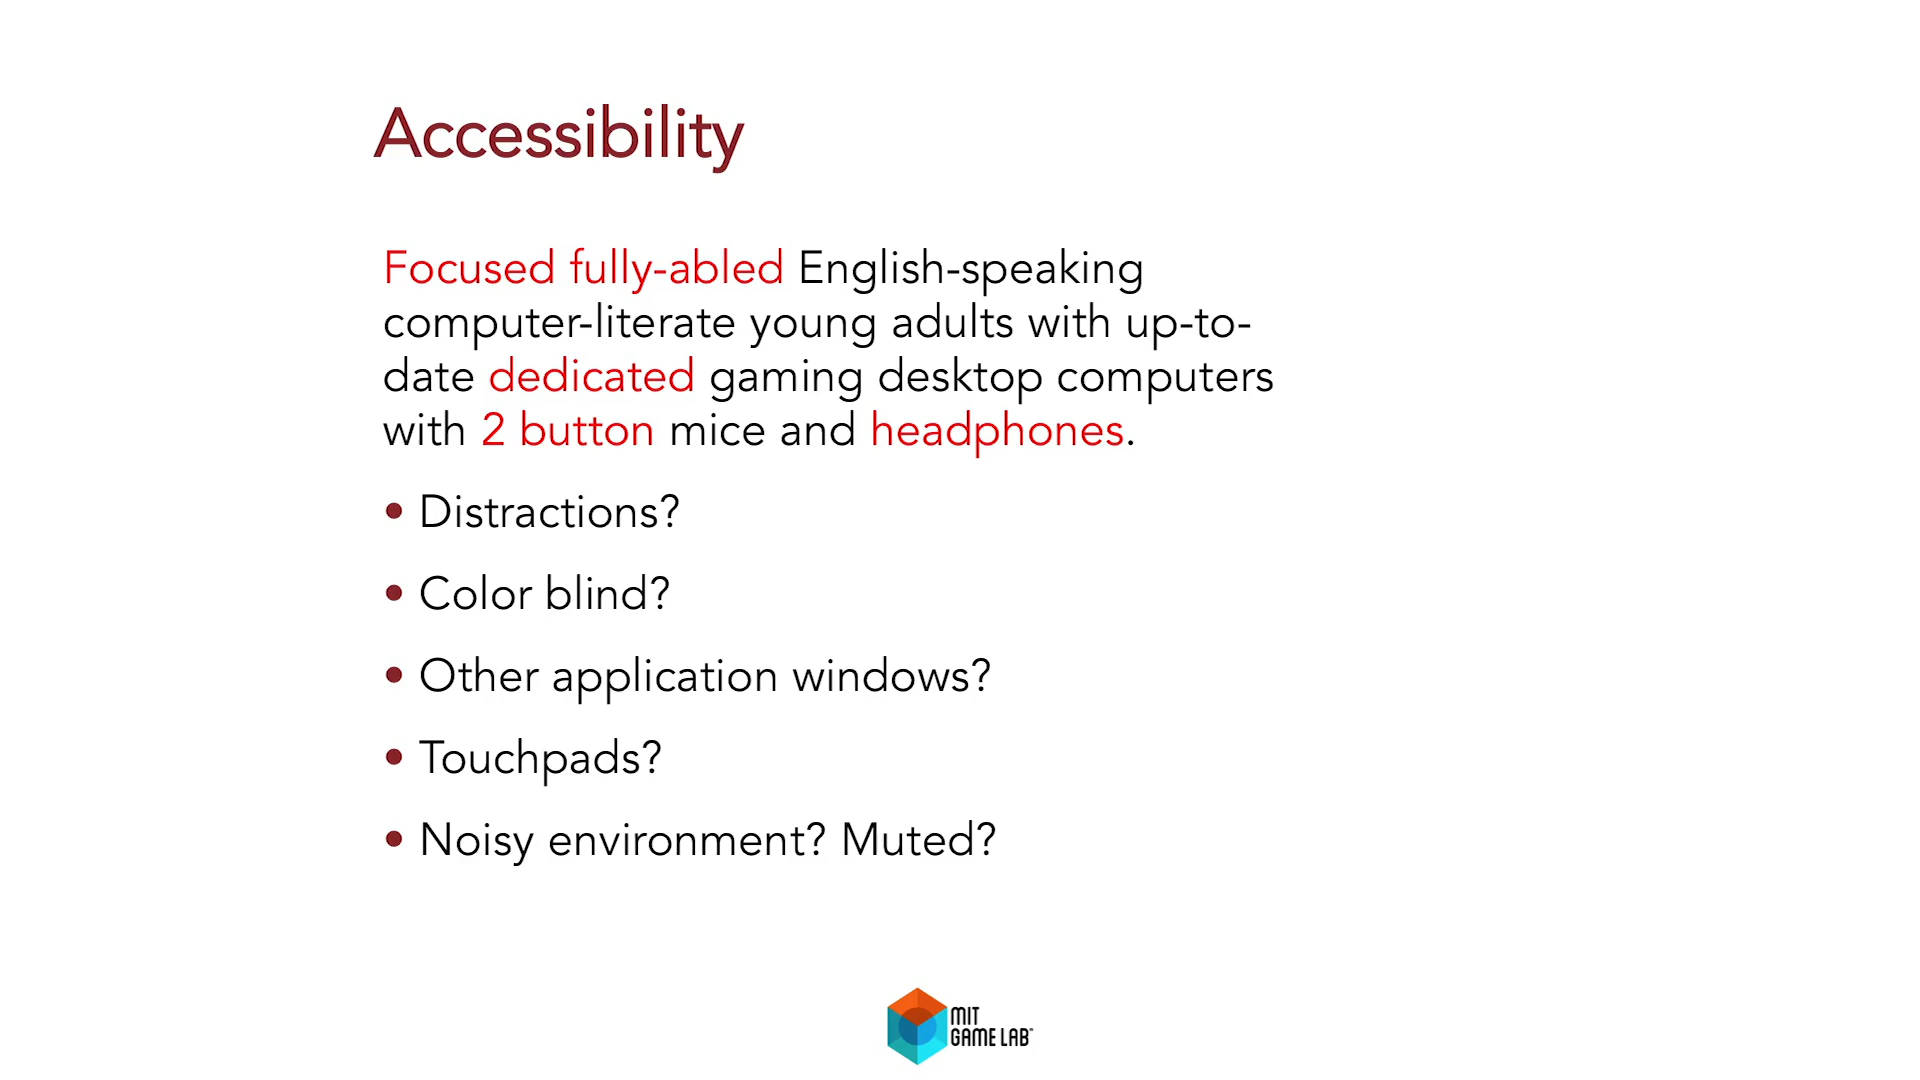 Accessibility
Focused fully-abled English-speaking
computer-literate young adults with up-to-
date dedicated gaming desktop computers
with 2 button mice and headphones.
• Distractions?
• Color blind?
• Other application windows?
• Touchpads?
• Noisy environment? Muted?
MIT
GAME LAB™